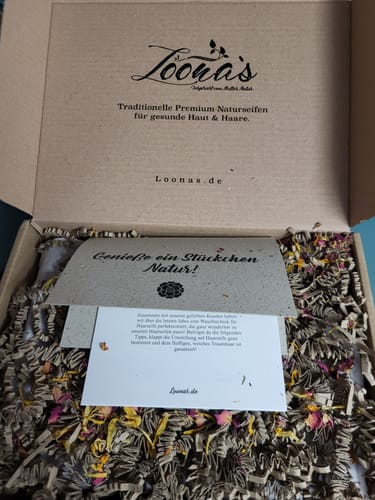 Loona's
Inspiriert von Mutter Natur.
Traditionelle Premium-Naturseifen
für gesunde Haut & Haare.
Loonas.de
Genieße ein Stückchen
Natur!
Zusammen mit unseren geliebten Kunden haben
wir über die letzten Jahre eine Waschtechnik für
Haarseife perfektioniert, die ganz wunderbar zu
unseren Haarseifen passt! Befolgst du die folgenden
Tipps, klappt die Umstellung auf Haarseife ganz
bestimmt und dein fluffiges, weiches Traumhaar ist
garantiert!
Loonas.de